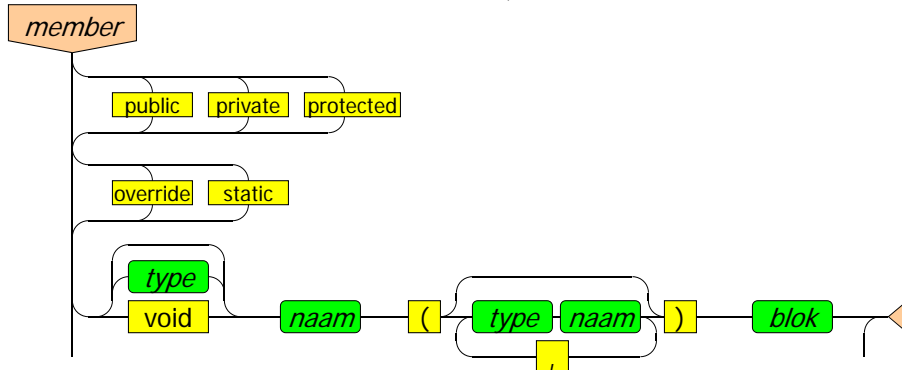 member
public private protected
override static
type
void naam ( type naam ) blok
,